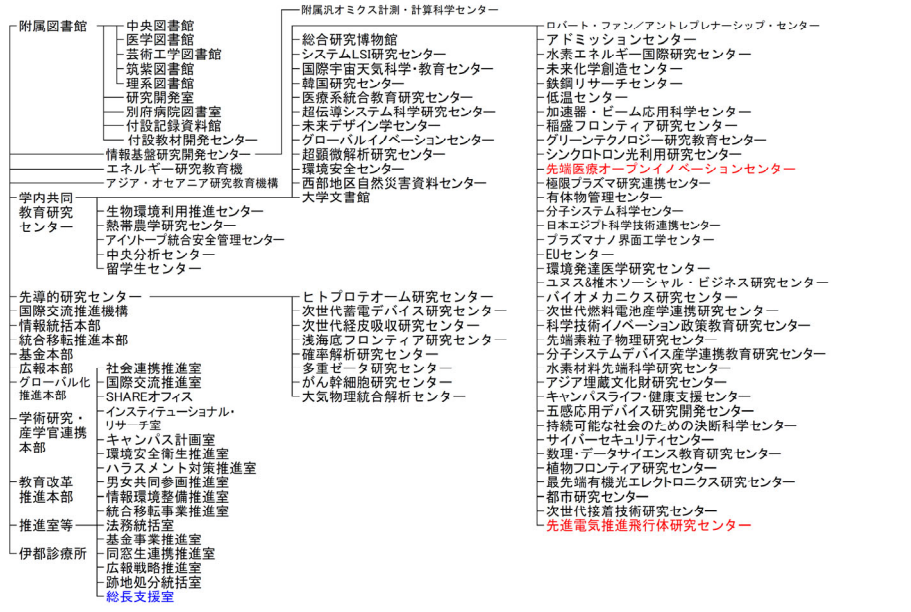 附属図書館
中央図書館
医学図書館
芸術工学図書館
筑紫図書館
理系図書館
研究開発室
別府病院図書室
付設記録資料館
付設教材開発センター
情報基盤研究開発センター
附属汎オミクス計測・計算科学センター
エネルギー研究教育機
アジア・オセアニア研究教育機構
学内共同
教育研究
センター
生物環境利用推進センター
熱帯農学研究センター
アイソトープ統合安全管理センター
中央分析センター
留学生センター
総合研究博物館
システムLSI研究センター
国際宇宙天気科学・教育センター
韓国研究センター
医療系統合教育研究センター
超伝導システム科学研究センター
未来デザイン学センター
グローバルイノベーションセンター
超顕微解析研究センター
環境安全センター
西部地区自然災害資料センター
大学文書館
ロバート・ファン／アントレプレナーシップ・センター
アドミッションセンター
水素エネルギー国際研究センター
未来化学創造センター
鉄鋼リサーチセンター
低温センター
加速器・ビーム応用科学センター
稲盛フロンティア研究センター
グリーンテクノロジー研究教育センター
シンクロトロン光利用研究センター
先端医療オープンイノベーションセンター
極限プラズマ研究連携センター
有体物管理センター
分子システム科学センター
日本エジプト科学技術連携センター
プラズマナノ界面工学センター
EUセンター
環境発達医学研究センター
ユヌス&椎木ソーシャル・ビジネス研究センター
バイオメカニクス研究センター
次世代燃料電池産学連携研究センター
科学技術イノベーション政策教育研究センター
先端素粒子物理研究センター
分子システムデバイス産学連携教育研究センター
水素材料先端科学研究センター
アジア埋蔵文化財研究センター
キャンパスライフ・健康支援センター
五感応用デバイス研究開発センター
持続可能な社会のための決断科学センター
サイバーセキュリティセンター
数理・データサイエンス教育研究センター
植物フロンティア研究センター
最先端有機光エレクトロニクス研究センター
都市研究センター
次世代接着技術研究センター
先進電気推進飛行体研究センター
先導的研究センター
ヒトプロテオーム研究センター
次世代蓄電デバイス研究センター
次世代経皮吸収研究センター
浅海底フロンティア研究センター
確率解析研究センター
多重ゼータ研究センター
がん幹細胞研究センター
大気物理統合解析センター
国際交流推進機構
情報統括本部
統合移転推進本部
基金本部
広報本部
グローバル化
推進本部
学術研究・
産学官連携
本部
教育改革
推進本部
推進室等
社会連携推進室
国際交流推進室
SHAREオフィス
インスティテューショナル・
リサーチ室
キャンパス計画室
環境安全衛生推進室
ハラスメント対策推進室
男女共同参画推進室
情報環境整備推進室
統合移転事業推進室
法務統括室
基金事業推進室
同窓生連携推進室
広報戦略推進室
跡地処分統括室
総長支援室
伊都診療所